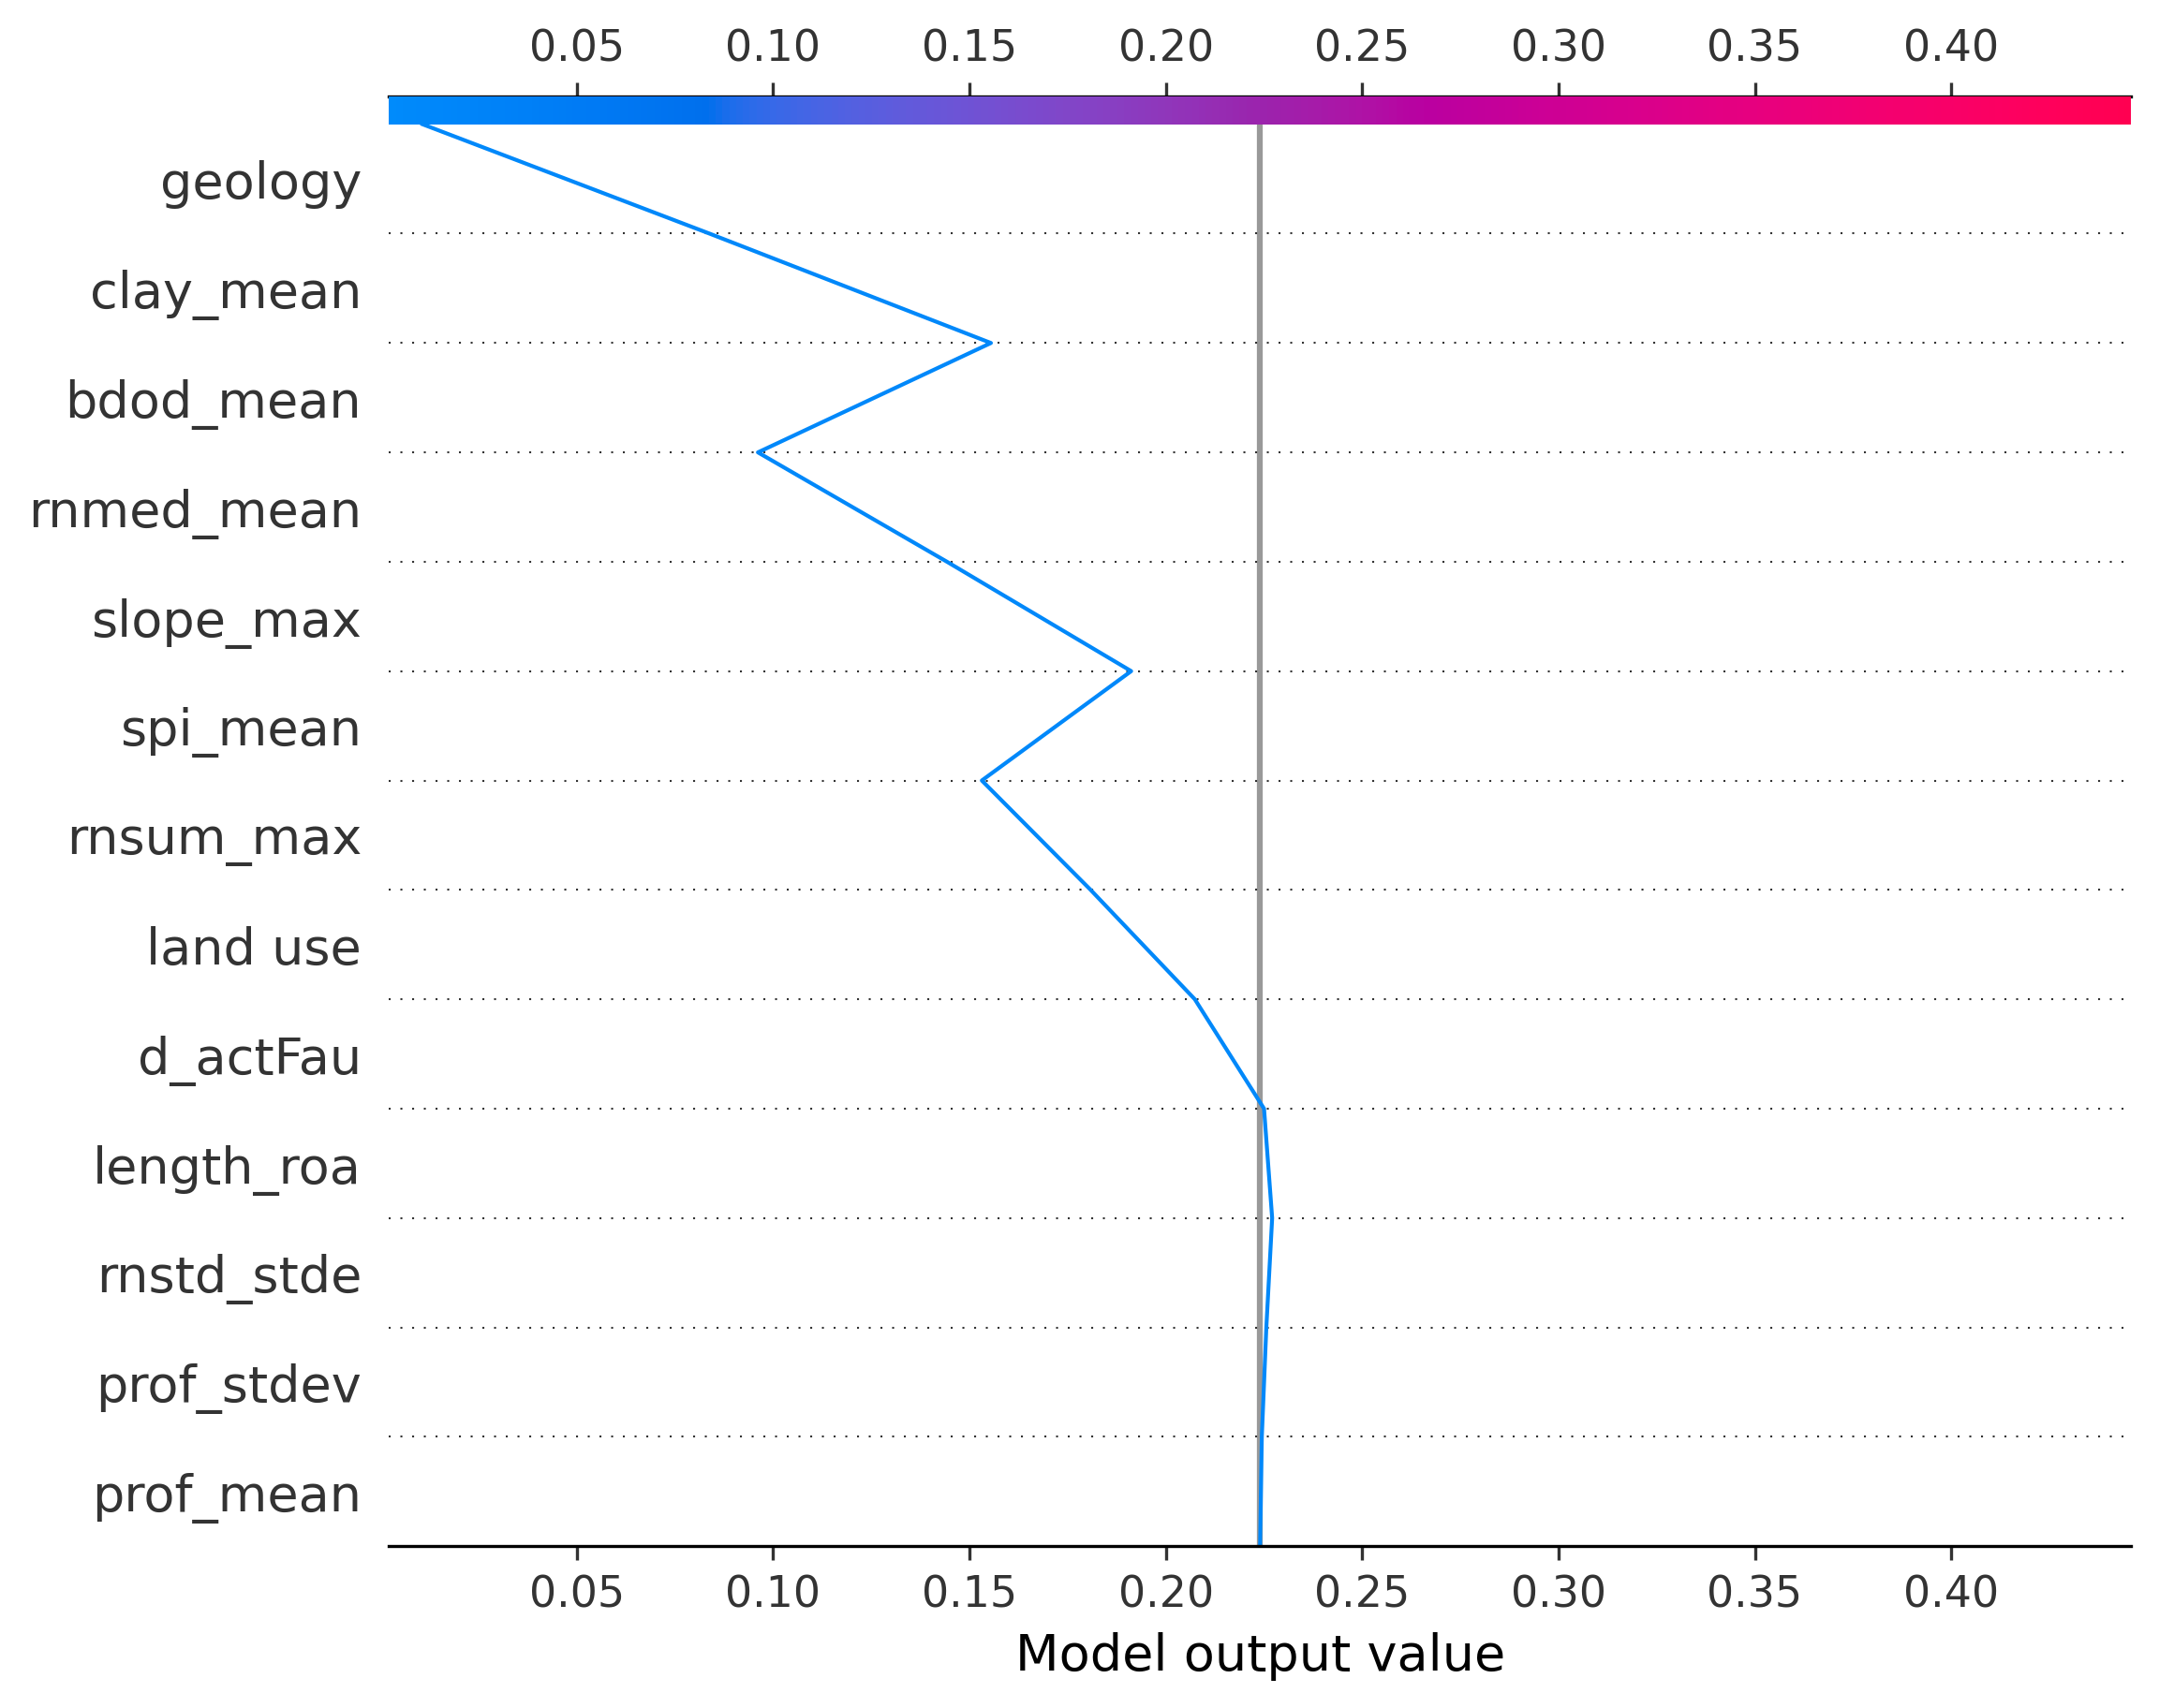 0.05 0.10 0.15 0.20 0.25 0.30 0.35 0.40
geology
clay_mean
bdod_mean
rnmed_mean
slope_max
spi_mean
rnsum_max
land use
d_actFau
length_roa
rnstd_stde
prof_stdev
prof_mean
0.05 0.10 0.15 0.20 0.25 0.30 0.35 0.40
Model output value